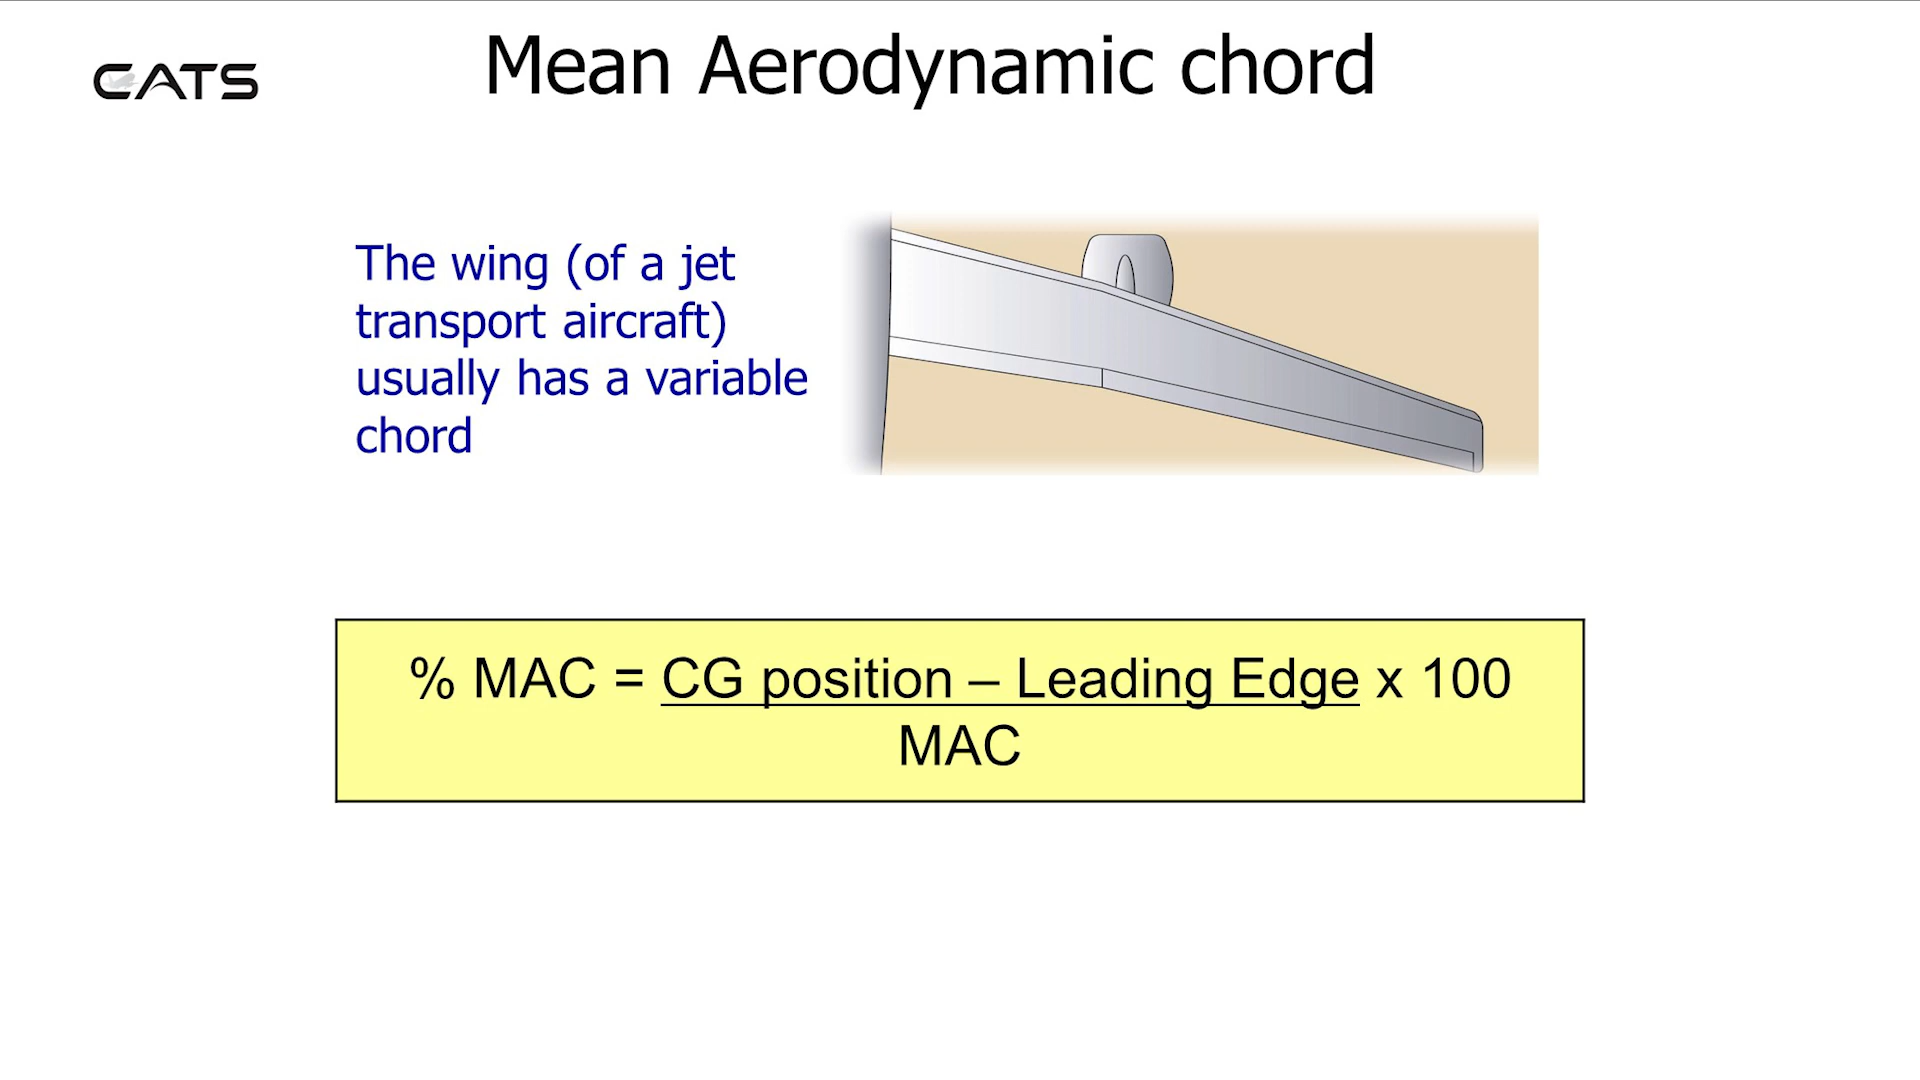 CATS
Mean Aerodynamic chord
The wing (of a jet
transport aircraft)
usually has a variable
chord
% MAC = CG position – Leading Edge x 100
MAC